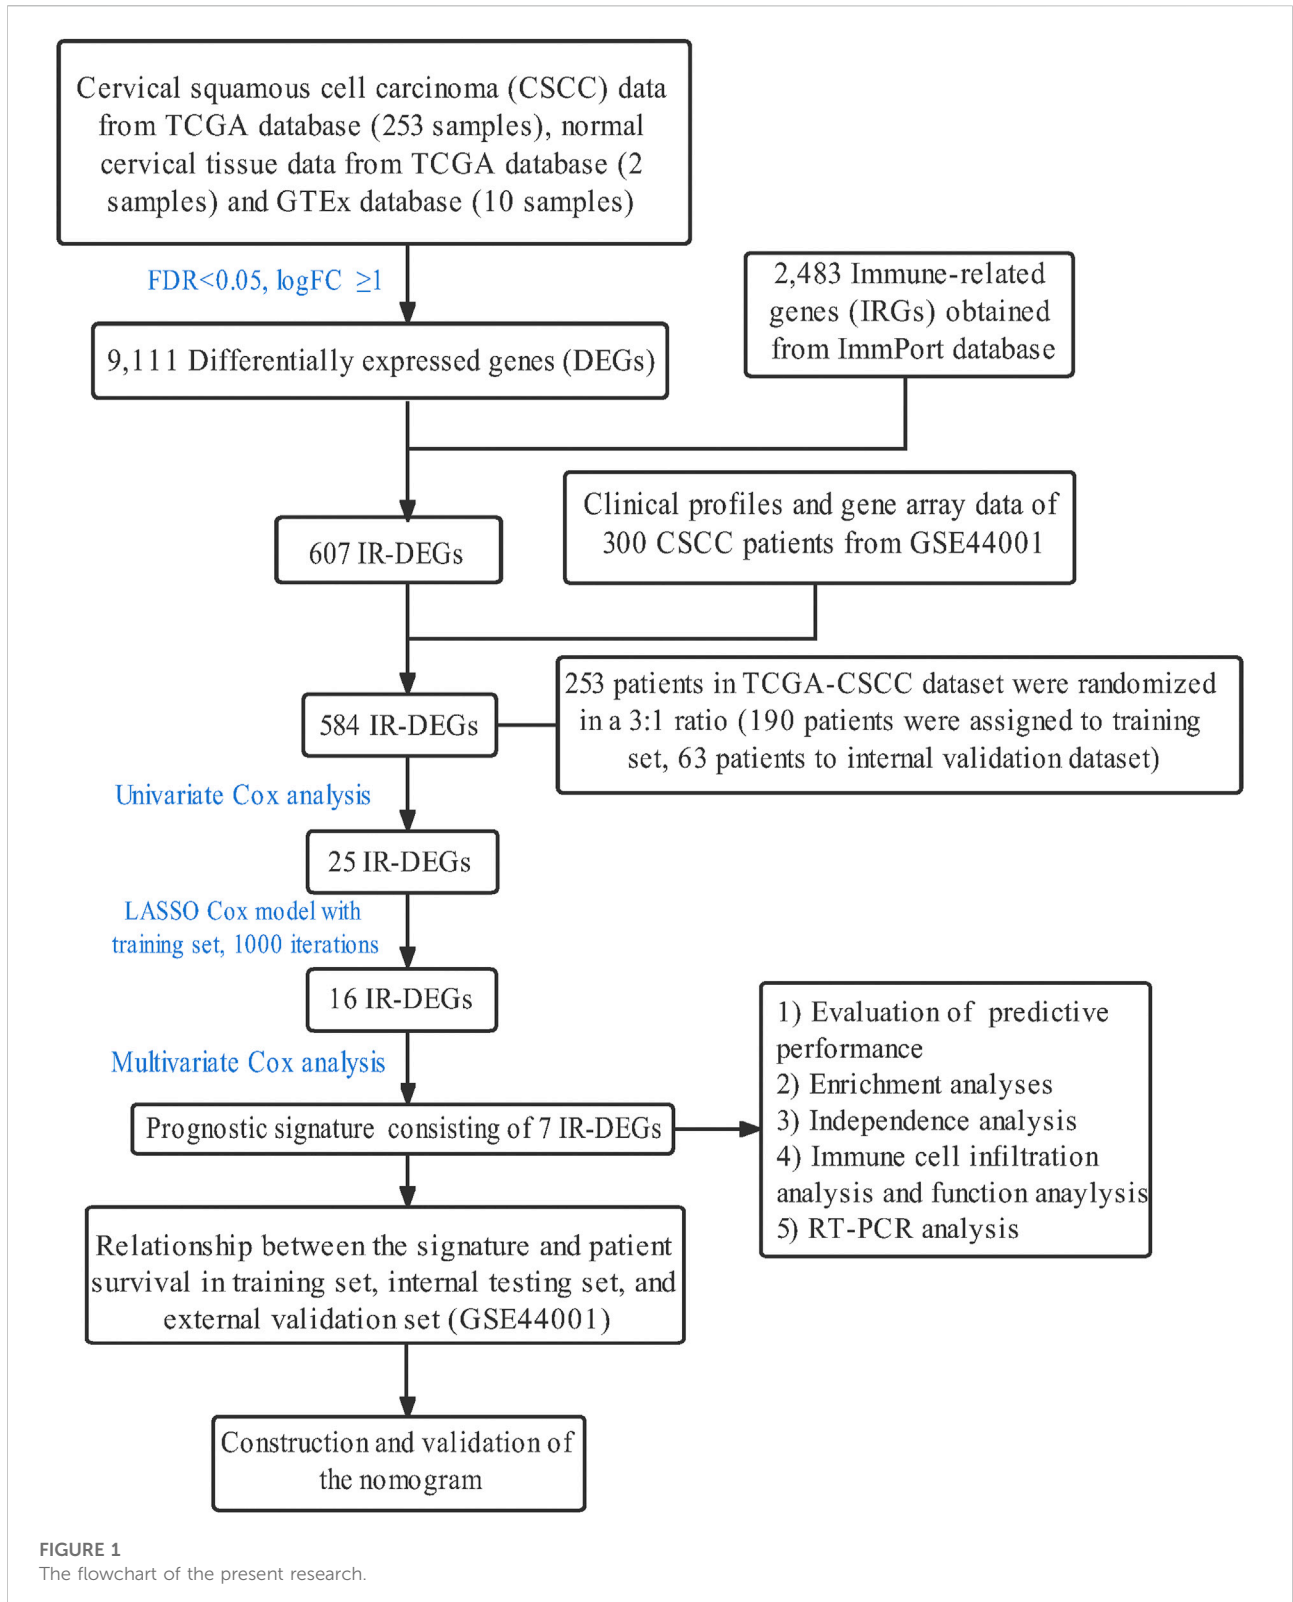 Cervical squamous cell carcinoma (CSCC) data
from TCGA database (253 samples), normal
cervical tissue data from TCGA database (2
samples) and GTEx database (10 samples)
FDR<0.05, logFC ≥1
2,483 Immune-related
genes (IRGs) obtained
from ImmPort database
9,111 Differentially expressed genes (DEGs)
Clinical profiles and gene array data of
300 CSCC patients from GSE44001
607 IR-DEGs
253 patients in TCGA-CSCC dataset were randomized
in a 3:1 ratio (190 patients were assigned to training
set, 63 patients to internal validation dataset)
584 IR-DEGs
Univariate Cox analysis
25 IR-DEGs
LASSO Cox model with
training set, 1000 iterations
16 IR-DEGs
Multivariate Cox analysis
Prognostic signature consisting of 7 IR-DEGs
1) Evaluation of predictive
performance
2) Enrichment analyses
3) Independence analysis
4) Immune cell infiltration
analysis and function anaylysis
5) RT-PCR analysis
Relationship between the signature and patient
survival in training set, internal testing set, and
external validation set (GSE44001)
Construction and validation of
the nomogram
FIGURE 1
The flowchart of the present research.